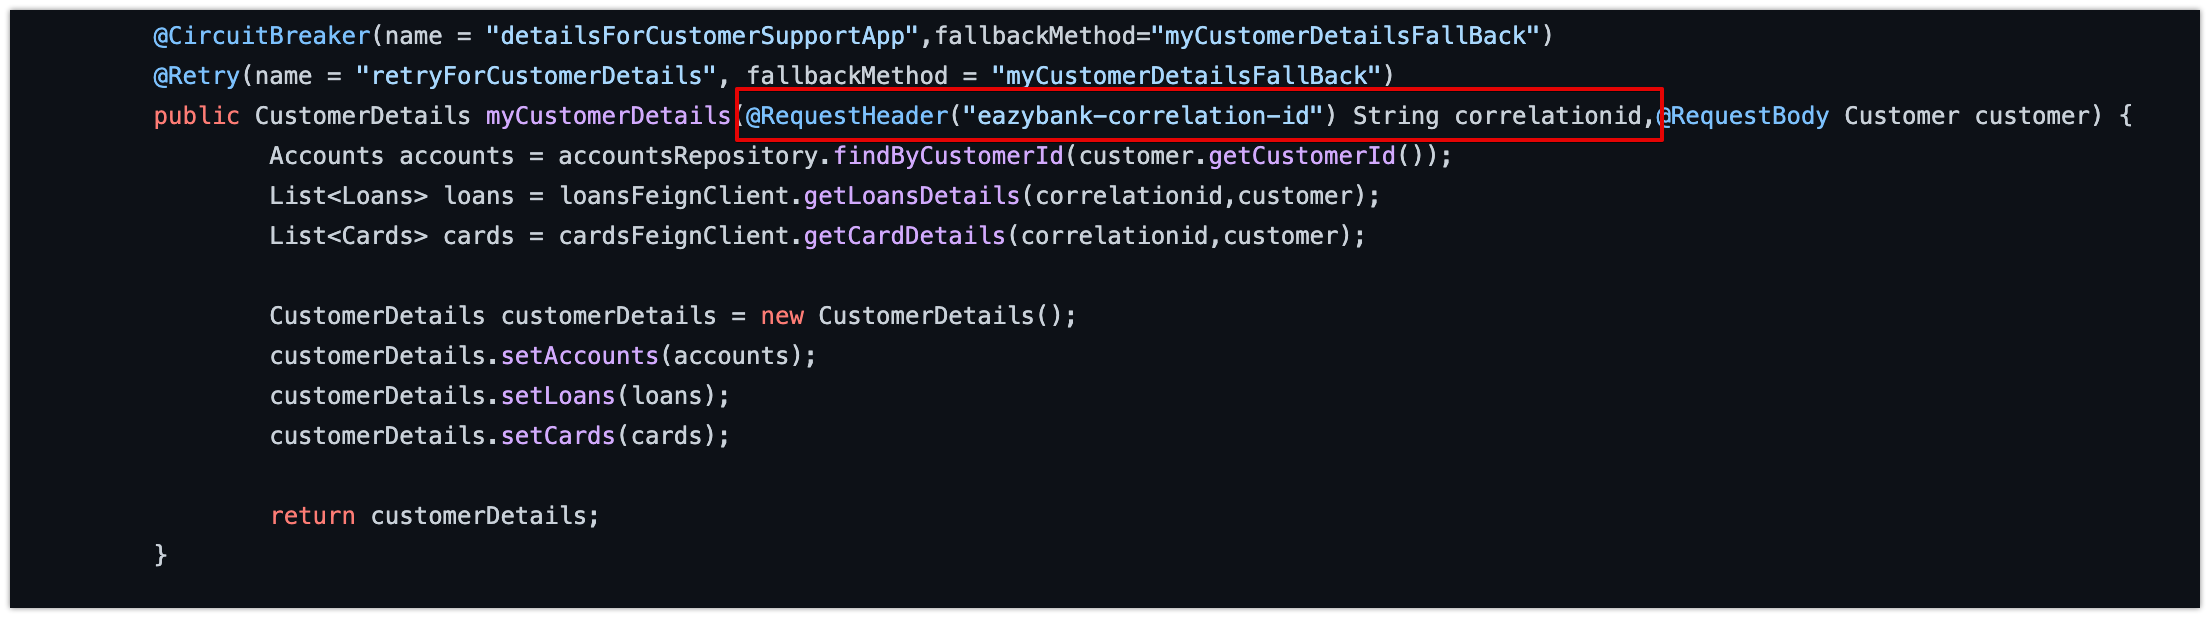 @CircuitBreaker(name = "detailsForCustomerSupportApp",fallbackMethod="myCustomerDetailsFallBack")
@Retry(name = "retryForCustomerDetails", fallbackMethod = "myCustomerDetailsFallBack")
public CustomerDetails myCustomerDetails(@RequestHeader("eazybank-correlation-id") String correlationid,@RequestBody Customer customer) {
Accounts accounts = accountsRepository.findByCustomerId(customer.getCustomerId());
List<Loans> loans = loansFeignClient.getLoansDetails(correlationid,customer);
List<Cards> cards = cardsFeignClient.getCardDetails(correlationid,customer);
CustomerDetails customerDetails = new CustomerDetails();
customerDetails.setAccounts(accounts);
customerDetails.setLoans(loans);
customerDetails.setCards(cards);
return customerDetails;
}